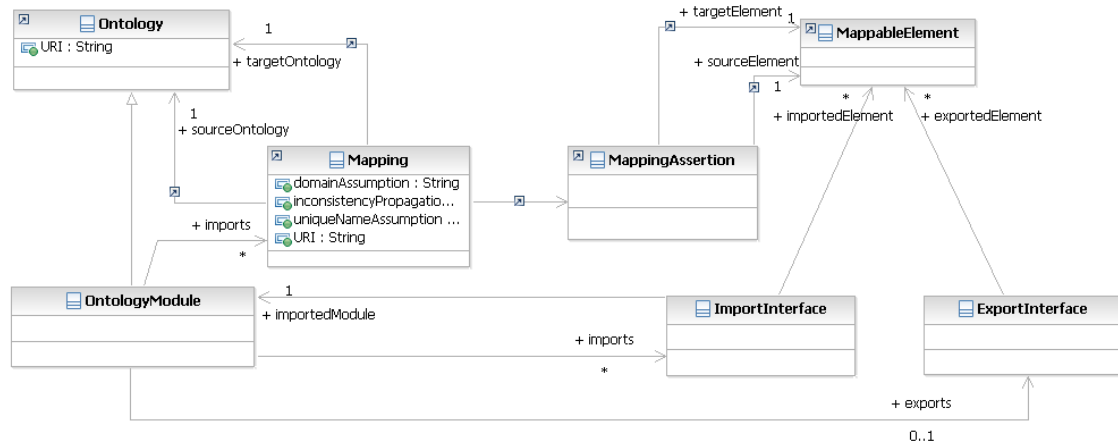 Ontology
URI : String
1
+ targetOntology
1
+ sourceOntology
+ targetElement
1
MappableElement
+ sourceElement
1
*
+ importedElement
*
+ exportedElement
Mapping
domainAssumption : String
inconsistencyPropagatio...
uniqueNameAssumption ...
URI : String
MappingAssertion
+ imports
*
OntologyModule
1
+ importedModule
ImportInterface
ExportInterface
+ imports
*
+ exports
0..1